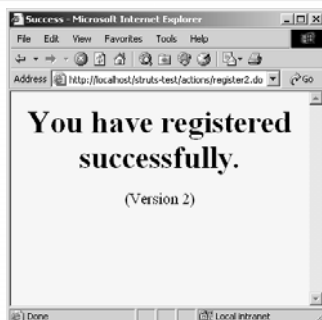 Success - Microsoft Internet Explorer
File Edit View Favorites Tools Help
Address http://localhost/struts-test/actions/register2.do Go
You have registered
successfully.
(Version 2)
Done Local intranet